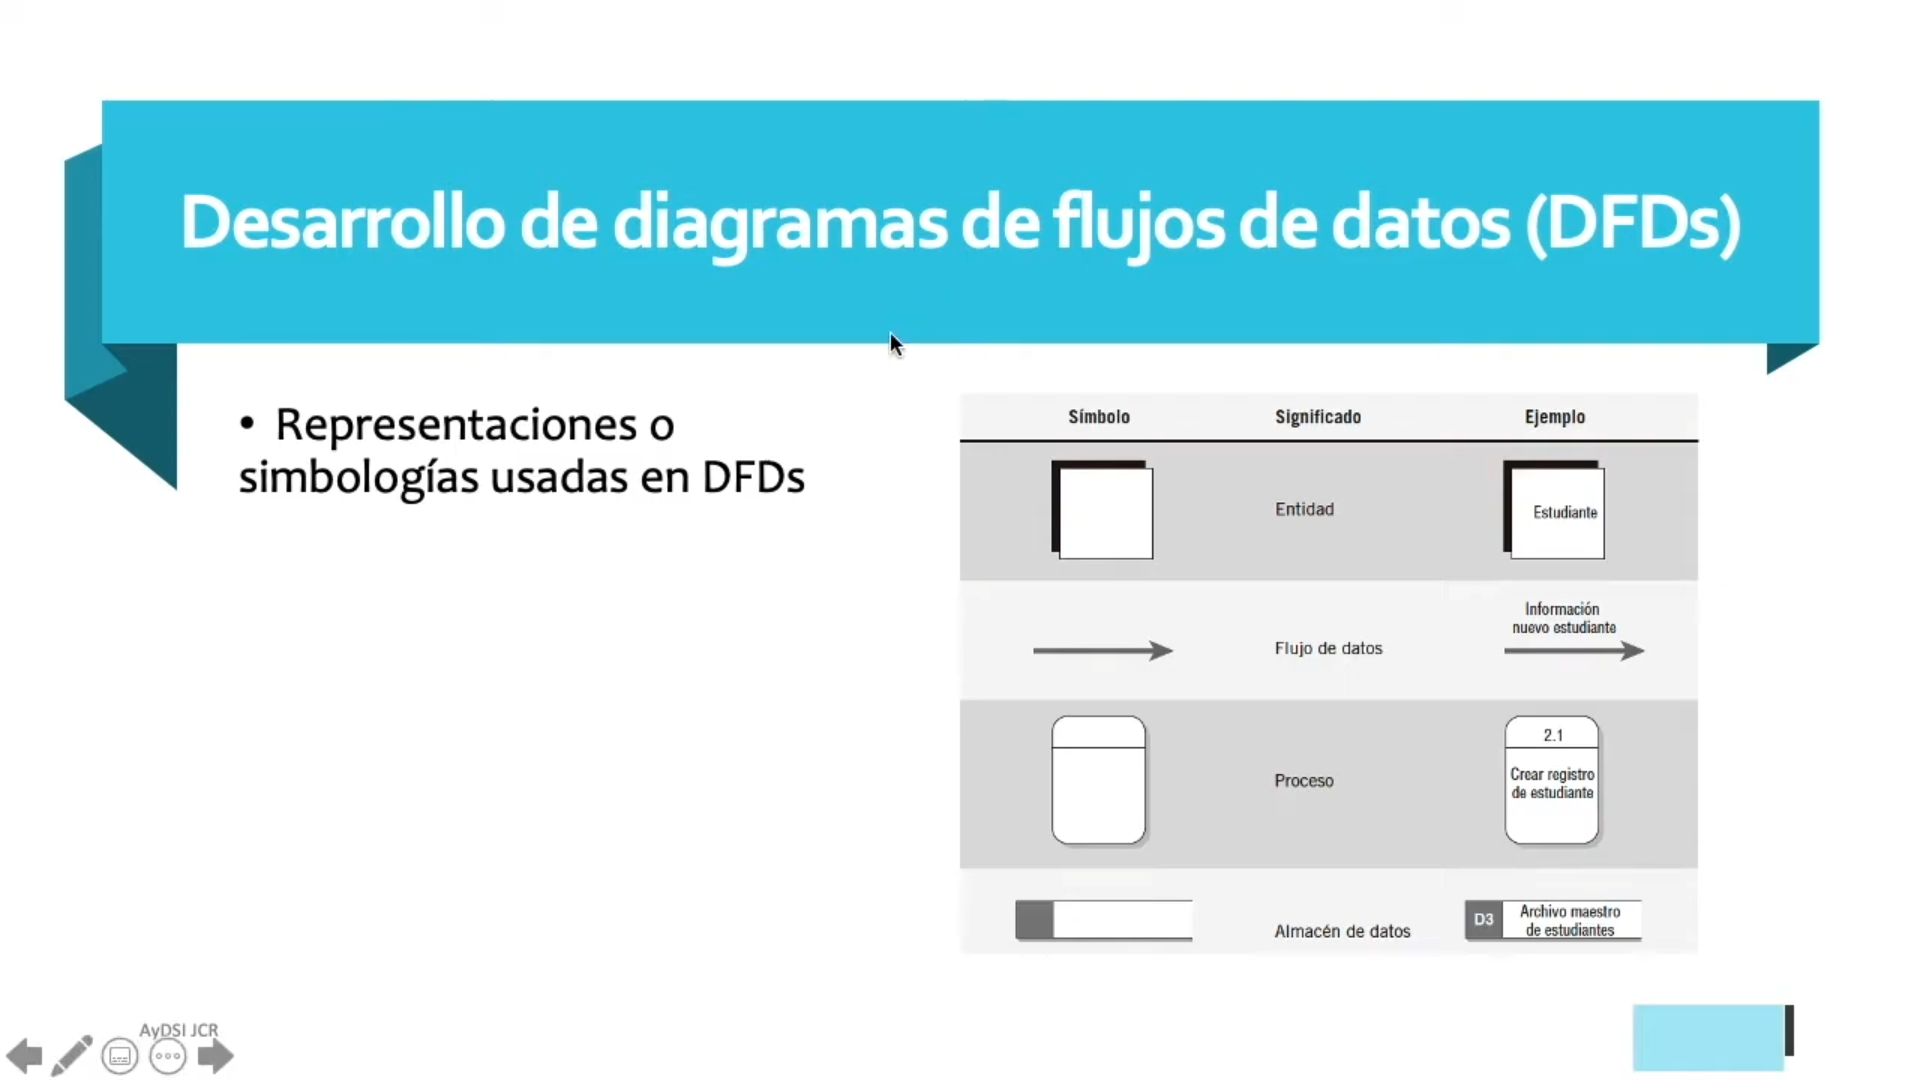 Desarrollo de diagramas de flujos de datos (DFDs)
• Representaciones o
simbologías usadas en DFDs
Símbolo Significado Ejemplo
Entidad Estudiante
Información
nuevo estudiante
Flujo de datos
2.1
Proceso
Crear registro
de estudiante
D3
Archivo maestro
de estudiantes
Almacén de datos
AyDSI JCR